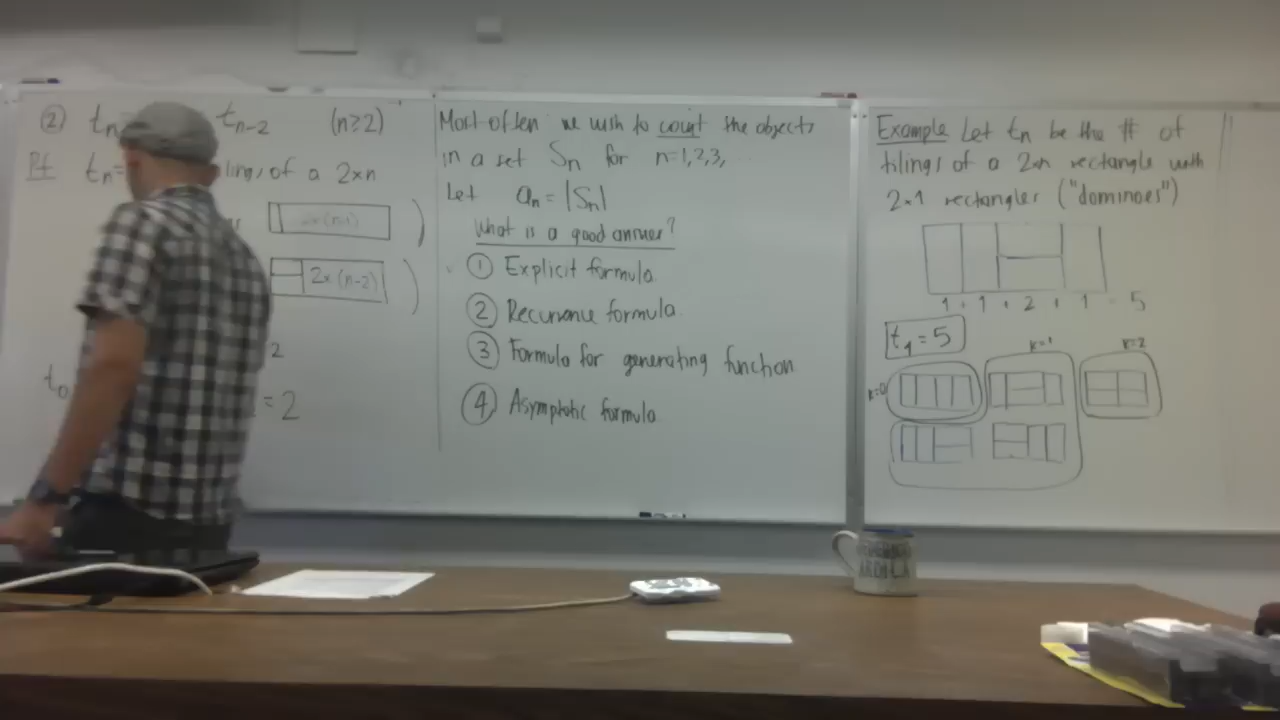 ② tn tn-2 (n≥2)
Pf tn= lings of a 2×n
2×(n-1) )
2×(n-2) )
2
t0 = 2
Most often we wish to count the objects
in a set Sn for n=1,2,3,...
Let an = |Sn|
What is a good answer?
① Explicit formula.
② Recurrence formula.
③ Formula for generating function
④ Asymptotic formula.
Example Let tn be the # of
tilings of a 2×n rectangle with
2×1 rectangles ("dominoes")
1 + 1 + 2 + 1 = 5
t4 = 5
k=0 k=1 k=2